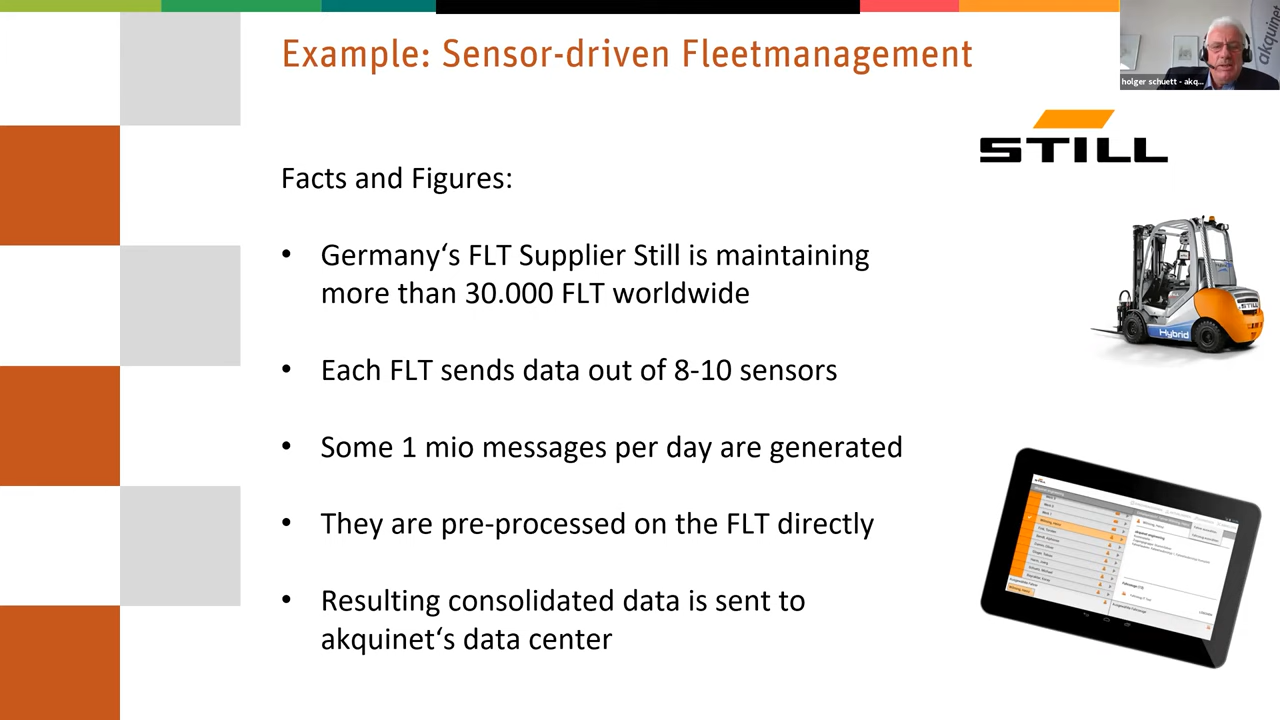 Example: Sensor-driven Fleetmanagement
holger schuett - akq...
akquinet
STILL
Facts and Figures:
• Germany‘s FLT Supplier Still is maintaining
more than 30.000 FLT worldwide
• Each FLT sends data out of 8-10 sensors
• Some 1 mio messages per day are generated
• They are pre-processed on the FLT directly
• Resulting consolidated data is sent to
akquinet‘s data center
STILL
Hybrid